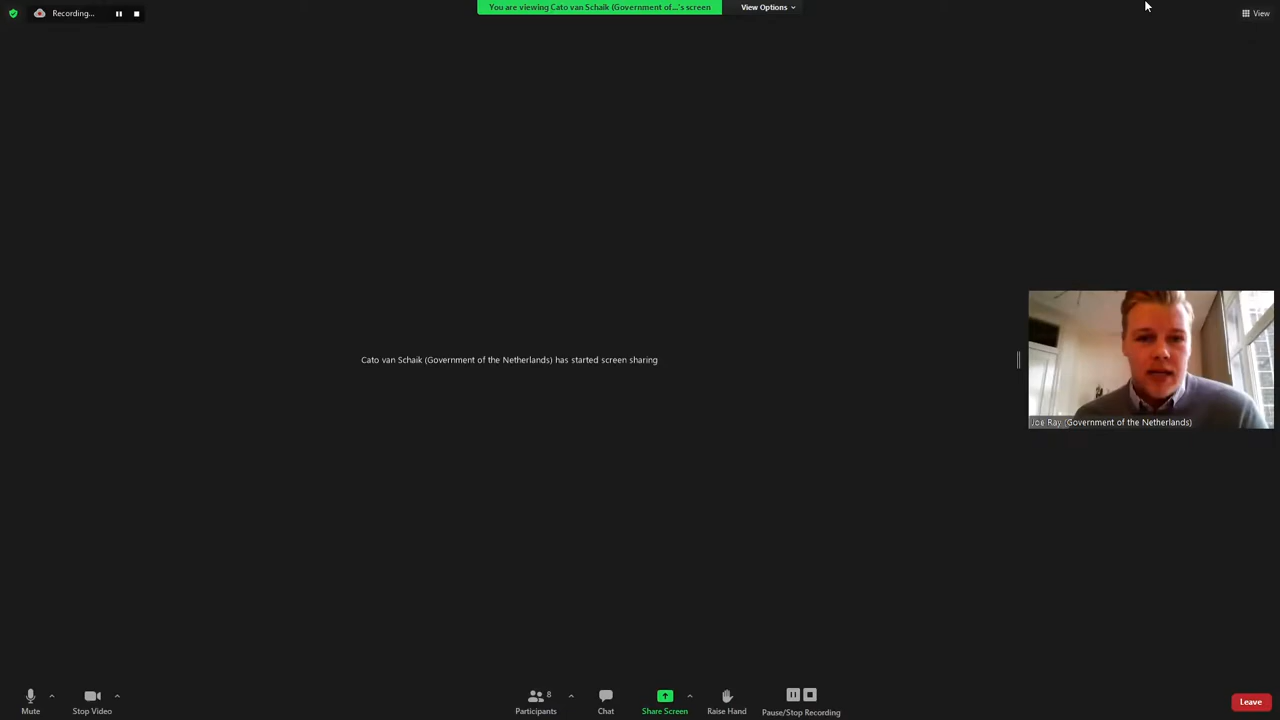 Recording...
You are viewing Cato van Schaik (Government of...'s screen
View Options
View
Cato van Schaik (Government of the Netherlands) has started screen sharing
Joe Ray (Government of the Netherlands)
Mute
Stop Video
8
Participants
Chat
Share Screen
Raise Hand
Pause/Stop Recording
Leave